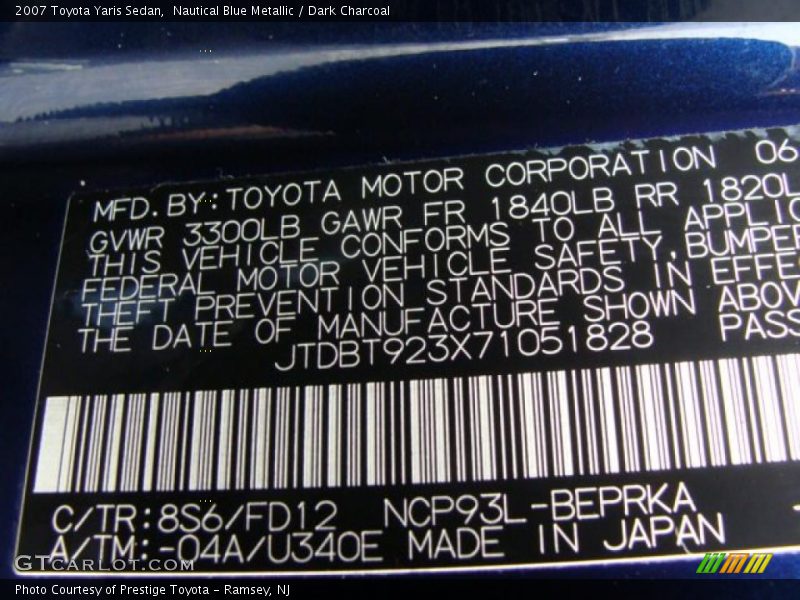 2007 Toyota Yaris Sedan,  Nautical Blue Metallic / Dark Charcoal
MFD.BY:TOYOTA MOTOR CORPORATION 06
GVWR 3300LB GAWR FR 1840LB RR 1820L
THIS VEHICLE CONFORMS TO ALL APPLIC
FEDERAL MOTOR VEHICLE SAFETY,BUMPER
THEFT PREVENTION STANDARDS IN EFFE
THE DATE OF MANUFACTURE SHOWN ABOV
JTDBT923X71051828 PASS
C/TR:8S6/FD12 NCP93L-BEPRKA
A/TM:-04A/U340E MADE IN JAPAN
GTCarLot.com
Photo Courtesy of Prestige Toyota - Ramsey, NJ